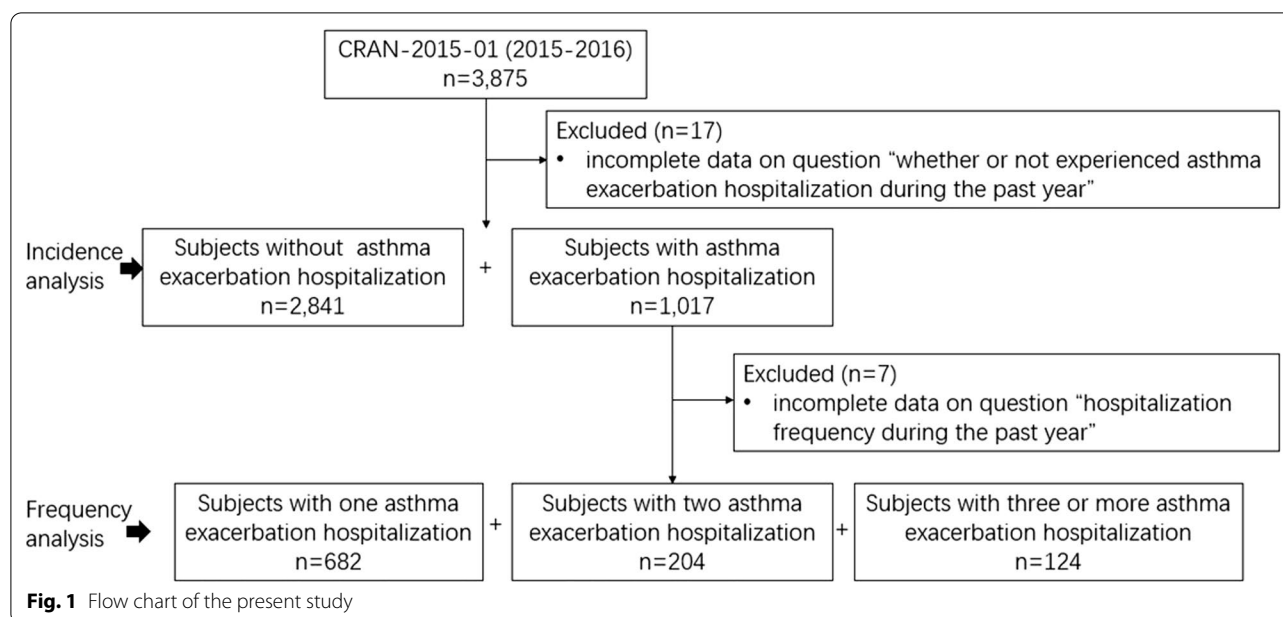 CRAN-2015-01 (2015-2016)
n=3,875
Excluded (n=17)
• incomplete data on question “whether or not experienced asthma
exacerbation hospitalization during the past year”
Incidence
analysis
Subjects without asthma
exacerbation hospitalization
n=2,841
+
Subjects with asthma
exacerbation hospitalization
n=1,017
Excluded (n=7)
• incomplete data on question “hospitalization
frequency during the past year”
Frequency
analysis
Subjects with one asthma
exacerbation hospitalization
n=682
+
Subjects with two asthma
exacerbation hospitalization
n=204
+
Subjects with three or more asthma
exacerbation hospitalization
n=124
Fig. 1 Flow chart of the present study